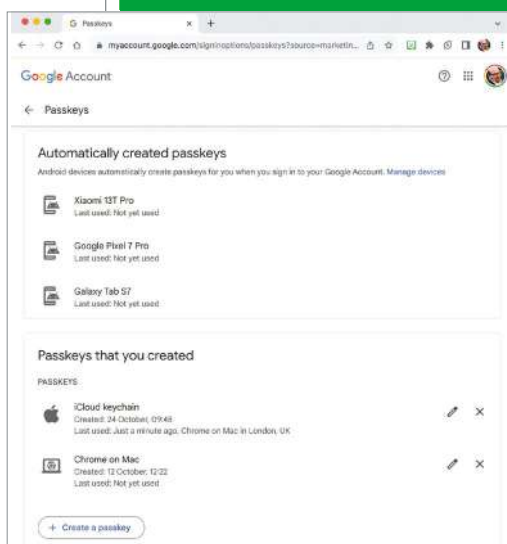 Passkeys
myaccount.google.com/signinoptions/passkeys?source=marketin...
Google Account
Passkeys
Automatically created passkeys
Android devices automatically create passkeys for you when you sign in to your Google Account. Manage devices
Xiaomi 13T Pro
Last used: Not yet used
Google Pixel 7 Pro
Last used: Not yet used
Galaxy Tab S7
Last used: Not yet used
Passkeys that you created
PASSKEYS
iCloud keychain
Created: 24 October, 09:48
Last used: Just a minute ago, Chrome on Mac in London, UK
Chrome on Mac
Created: 12 October, 12:22
Last used: Not yet used
+ Create a passkey